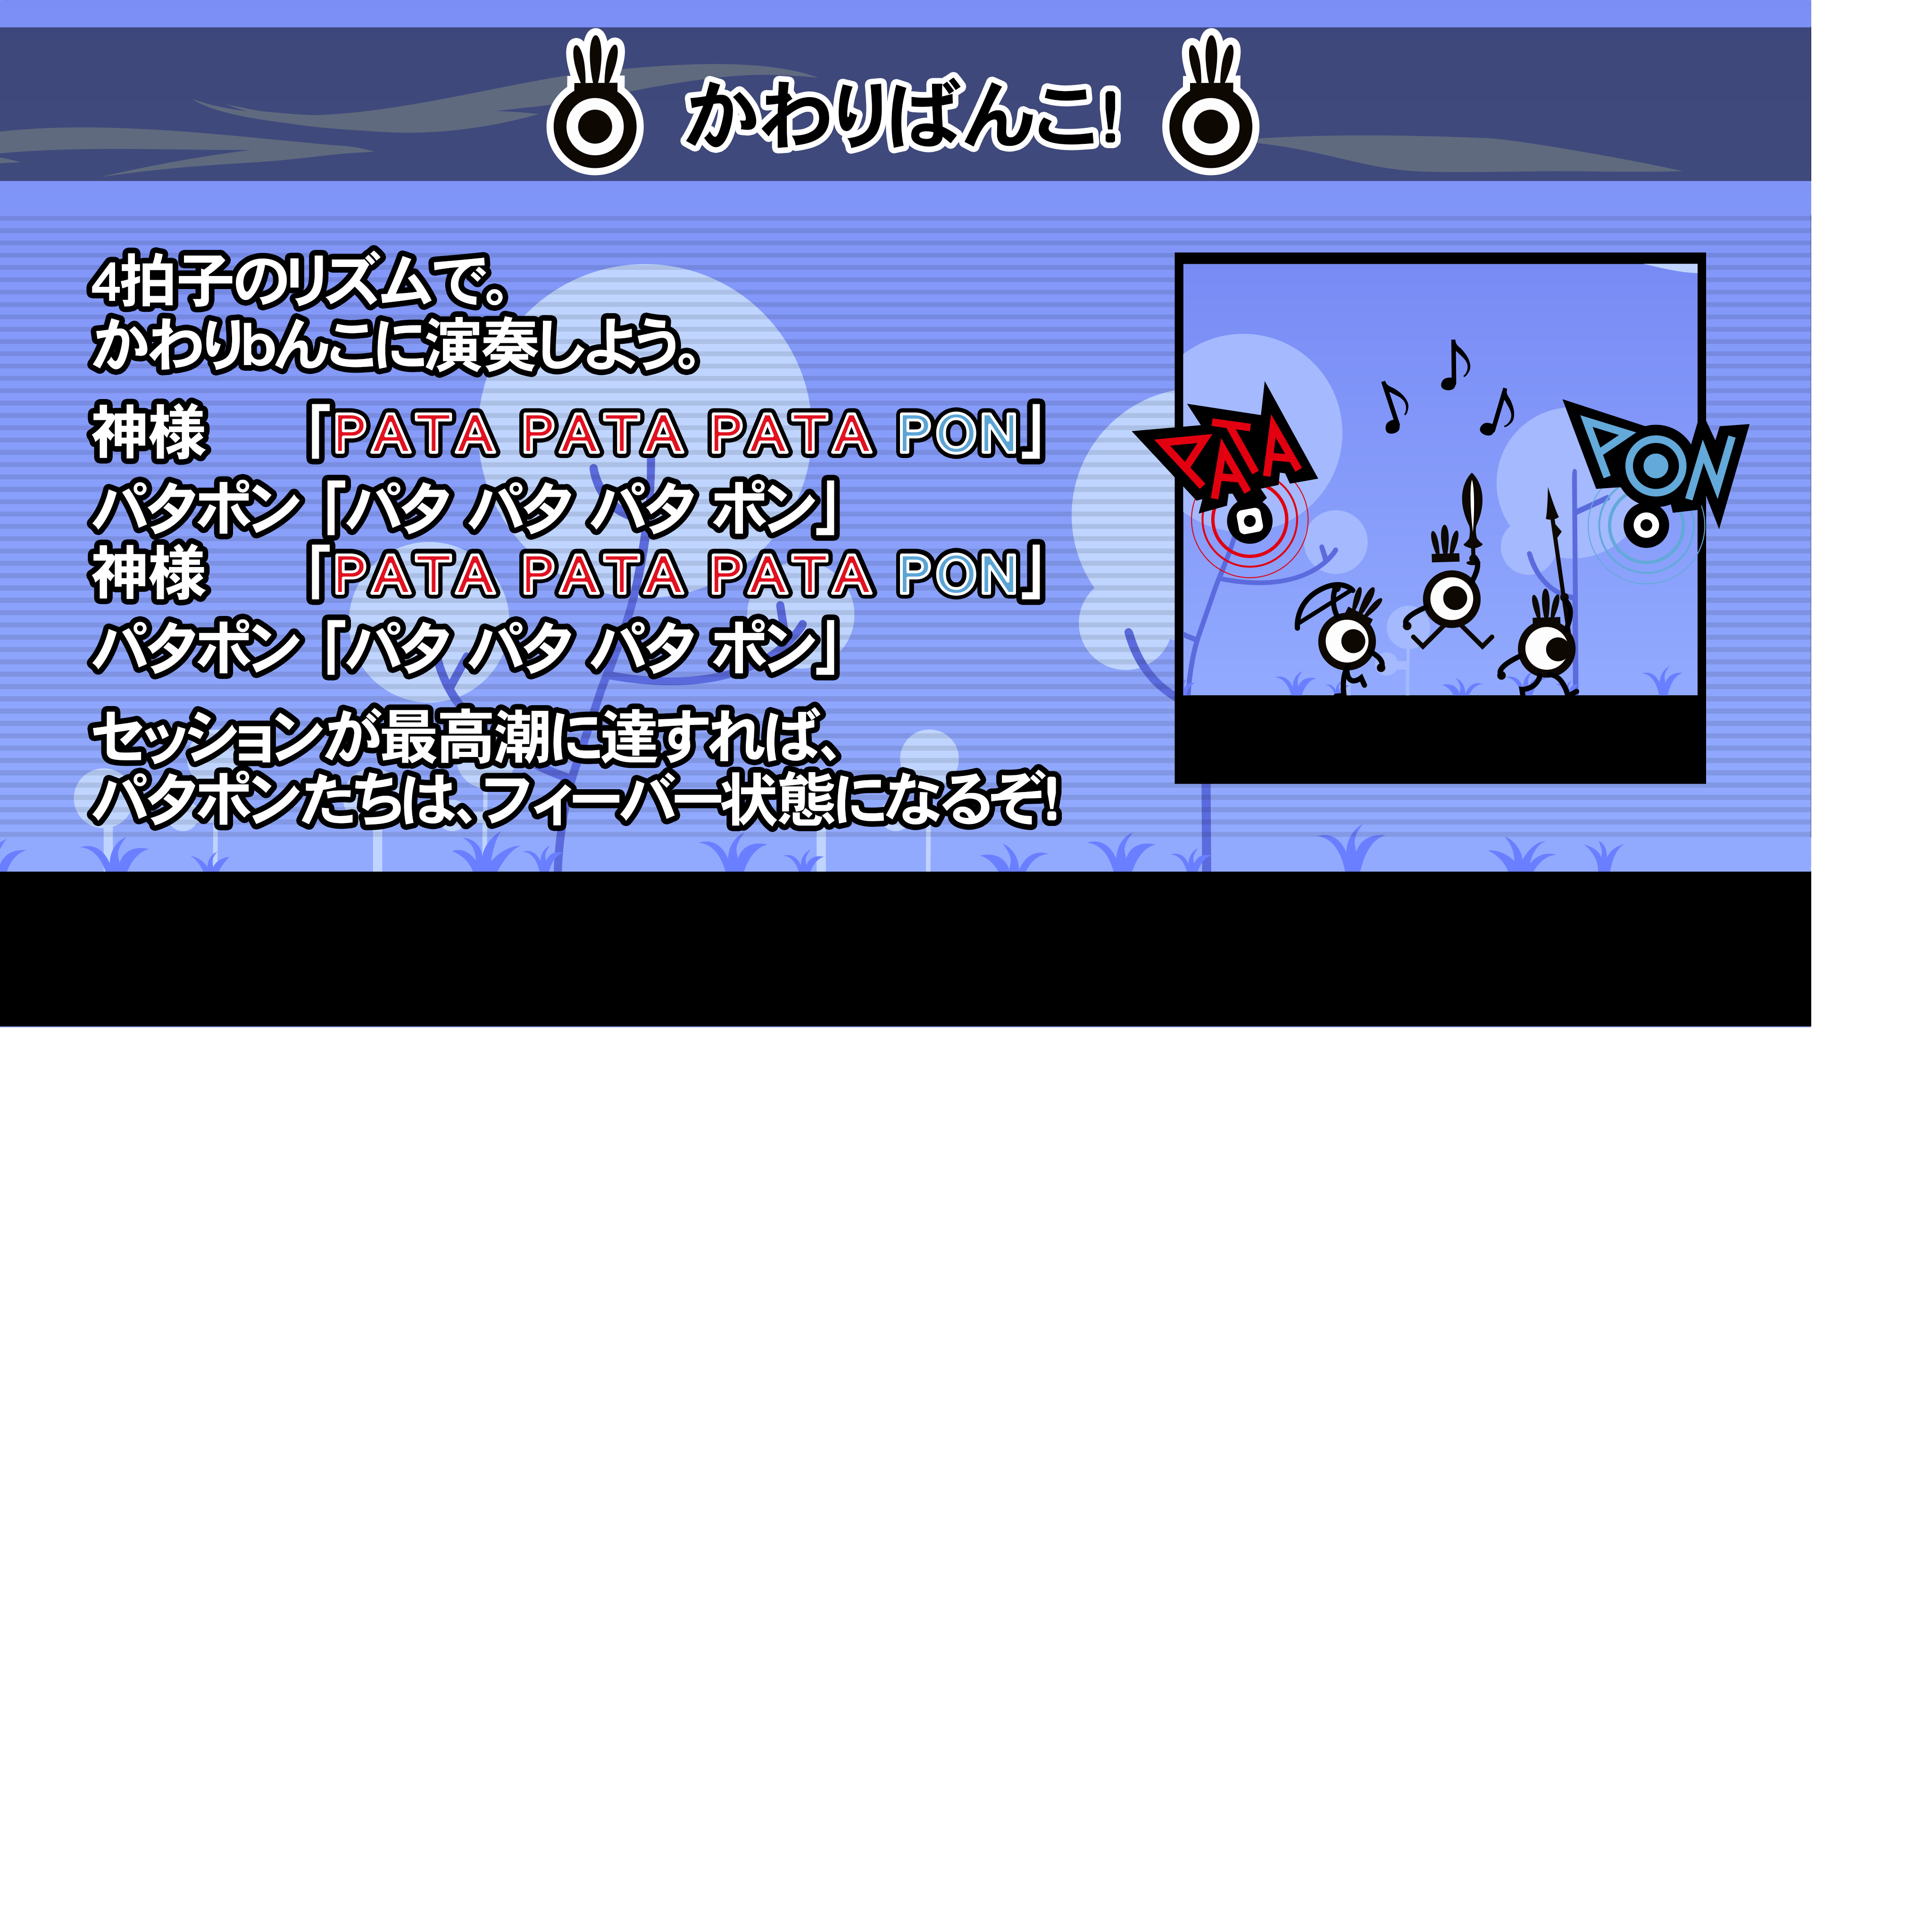 かわりばんこ!
4拍子のリズムで。
かわりbんこに演奏しよう。
神様 「PATA PATA PATA PON」
パタポン「パタ パタ パタ ポン」
神様 「PATA PATA PATA PON」
パタポン「パタ パタ パタ ポン」
セッションが最高潮に達すれば、
パタポンたちは、フィーバー状態になるぞ!
PATA
PON